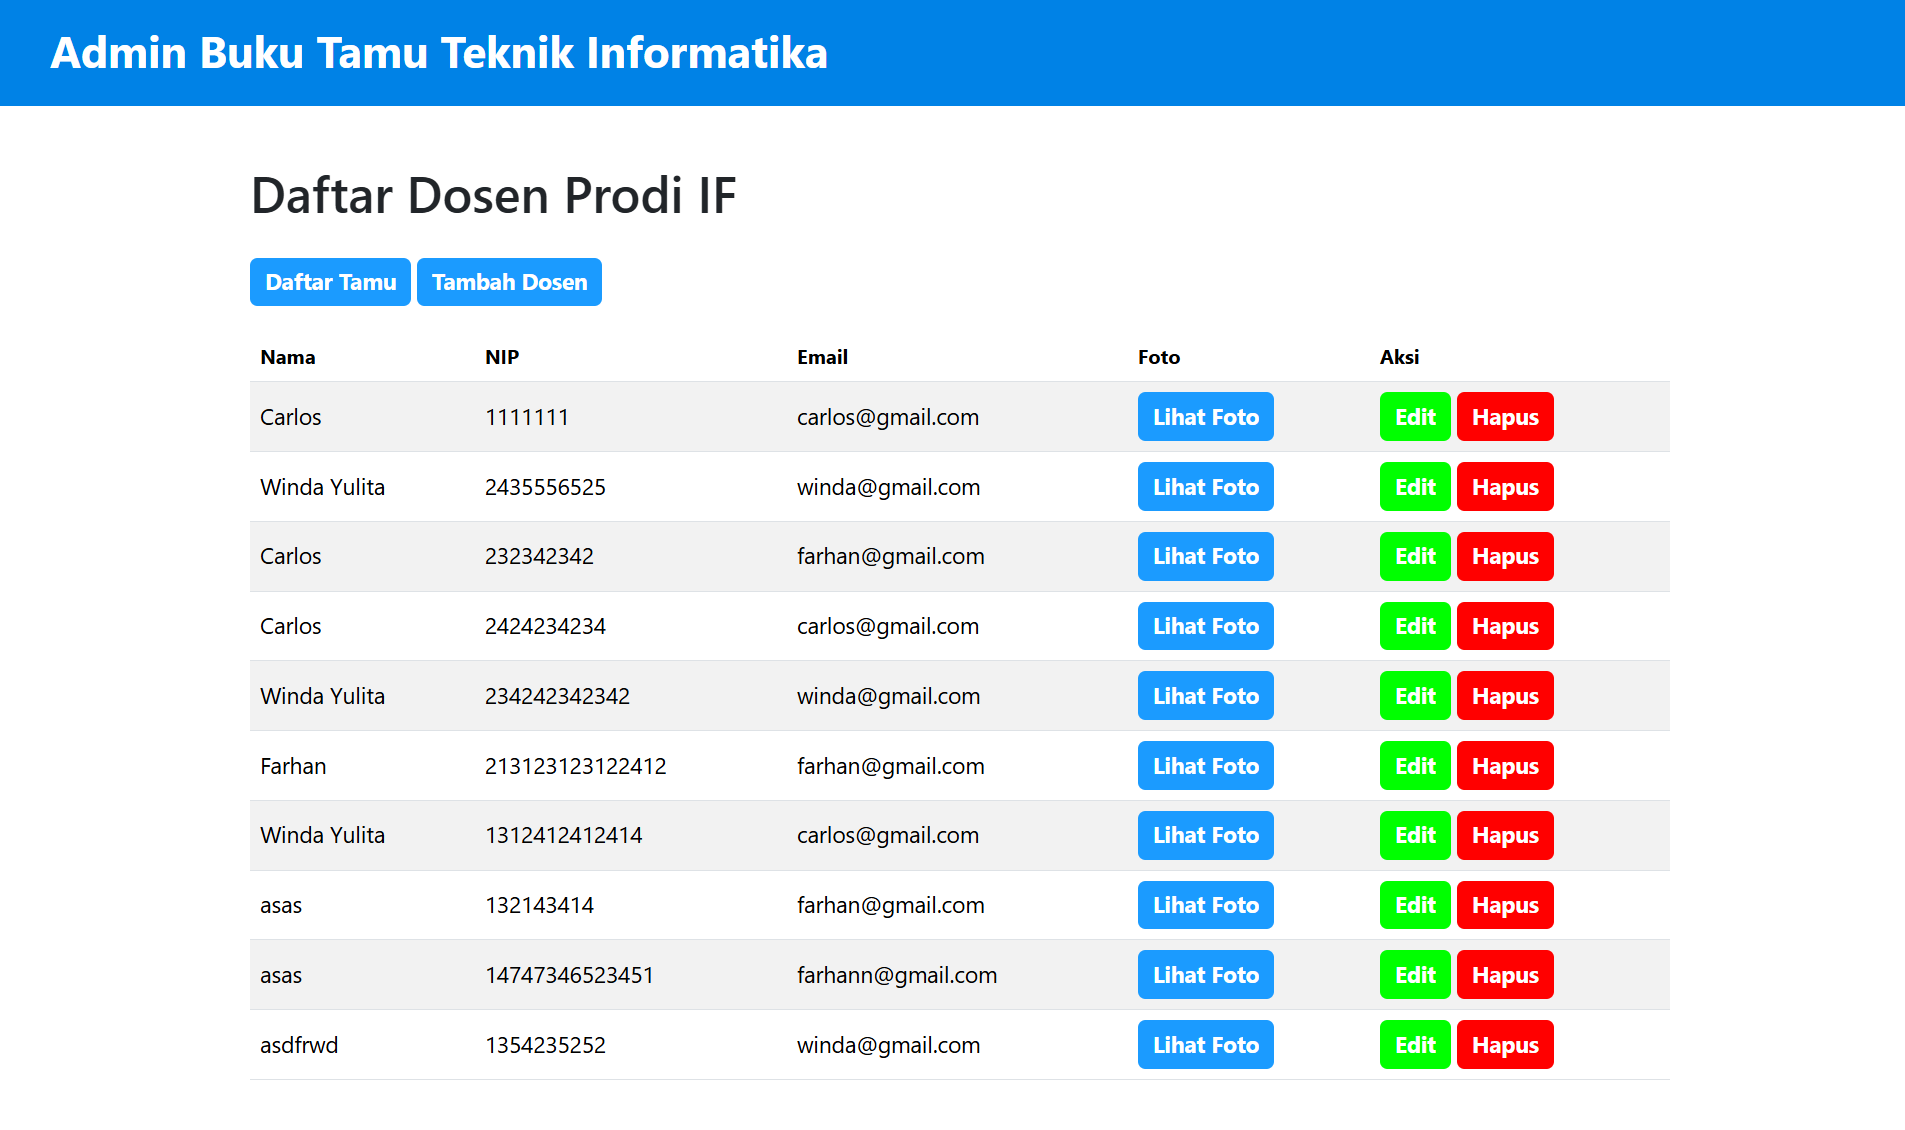 Admin Buku Tamu Teknik Informatika
Daftar Dosen Prodi IF
Daftar Tamu Tambah Dosen
Nama NIP Email Foto Aksi
Carlos 1111111 carlos@gmail.com Lihat Foto Edit Hapus
Winda Yulita 2435556525 winda@gmail.com Lihat Foto Edit Hapus
Carlos 232342342 farhan@gmail.com Lihat Foto Edit Hapus
Carlos 2424234234 carlos@gmail.com Lihat Foto Edit Hapus
Winda Yulita 234242342342 winda@gmail.com Lihat Foto Edit Hapus
Farhan 213123123122412 farhan@gmail.com Lihat Foto Edit Hapus
Winda Yulita 1312412412414 carlos@gmail.com Lihat Foto Edit Hapus
asas 132143414 farhan@gmail.com Lihat Foto Edit Hapus
asas 14747346523451 farhann@gmail.com Lihat Foto Edit Hapus
asdfrwd 1354235252 winda@gmail.com Lihat Foto Edit Hapus